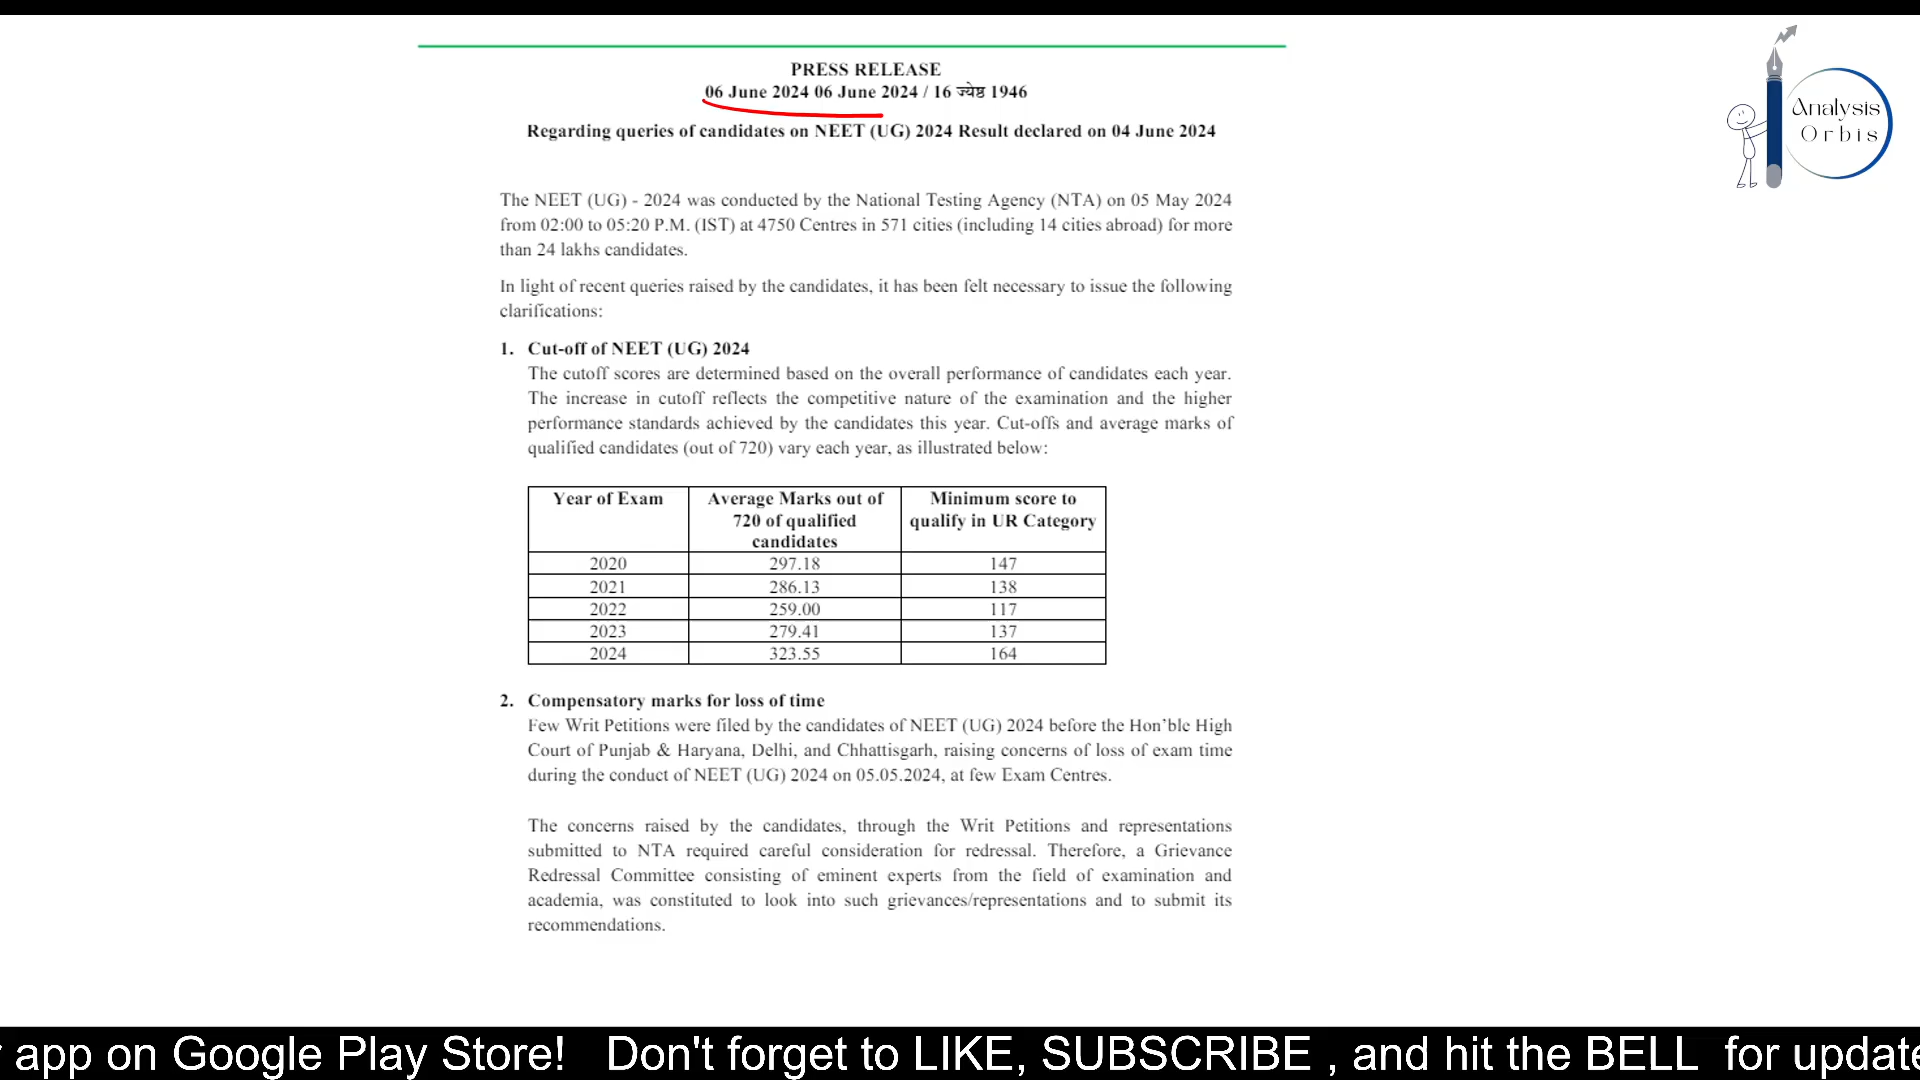 PRESS RELEASE
06 June 2024 06 June 2024 / 16 ज्येष्ठ 1946
Regarding queries of candidates on NEET (UG) 2024 Result declared on 04 June 2024
Analysis
Orbis
The NEET (UG) - 2024 was conducted by the National Testing Agency (NTA) on 05 May 2024
from 02:00 to 05:20 P.M. (IST) at 4750 Centres in 571 cities (including 14 cities abroad) for more
than 24 lakhs candidates.
In light of recent queries raised by the candidates, it has been felt necessary to issue the following
clarifications:
1. Cut-off of NEET (UG) 2024
The cutoff scores are determined based on the overall performance of candidates each year.
The increase in cutoff reflects the competitive nature of the examination and the higher
performance standards achieved by the candidates this year. Cut-offs and average marks of
qualified candidates (out of 720) vary each year, as illustrated below:
Year of Exam Average Marks out of 720 of qualified candidates Minimum score to qualify in UR Category
2020 297.18 147
2021 286.13 138
2022 259.00 117
2023 279.41 137
2024 323.55 164
2. Compensatory marks for loss of time
Few Writ Petitions were filed by the candidates of NEET (UG) 2024 before the Hon’ble High
Court of Punjab & Haryana, Delhi, and Chhattisgarh, raising concerns of loss of exam time
during the conduct of NEET (UG) 2024 on 05.05.2024, at few Exam Centres.
The concerns raised by the candidates, through the Writ Petitions and representations
submitted to NTA required careful consideration for redressal. Therefore, a Grievance
Redressal Committee consisting of eminent experts from the field of examination and
academia, was constituted to look into such grievances/representations and to submit its
recommendations.
app on Google Play Store! Don't forget to LIKE, SUBSCRIBE , and hit the BELL for update